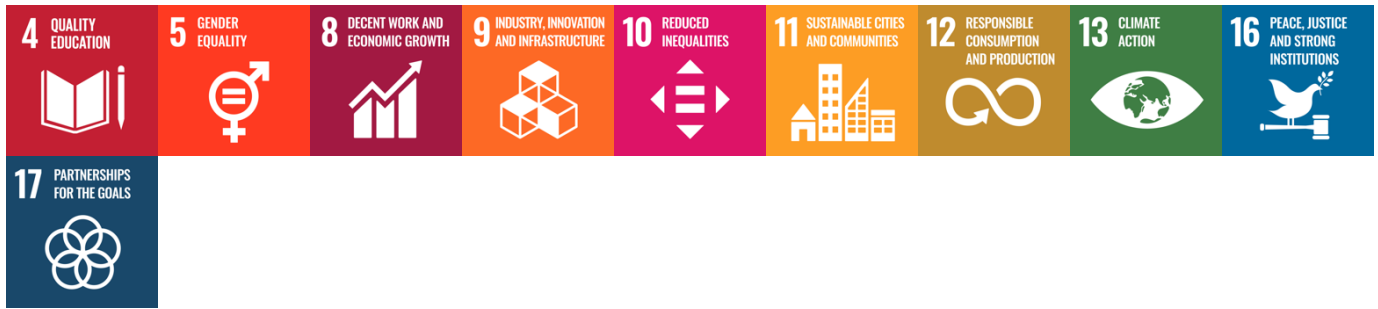 4 QUALITY
EDUCATION
5 GENDER
EQUALITY
8 DECENT WORK AND
ECONOMIC GROWTH
9 INDUSTRY, INNOVATION
AND INFRASTRUCTURE
10 REDUCED
INEQUALITIES
11 SUSTAINABLE CITIES
AND COMMUNITIES
12 RESPONSIBLE
CONSUMPTION
AND PRODUCTION
13 CLIMATE
ACTION
16 PEACE, JUSTICE
AND STRONG
INSTITUTIONS
17 PARTNERSHIPS
FOR THE GOALS